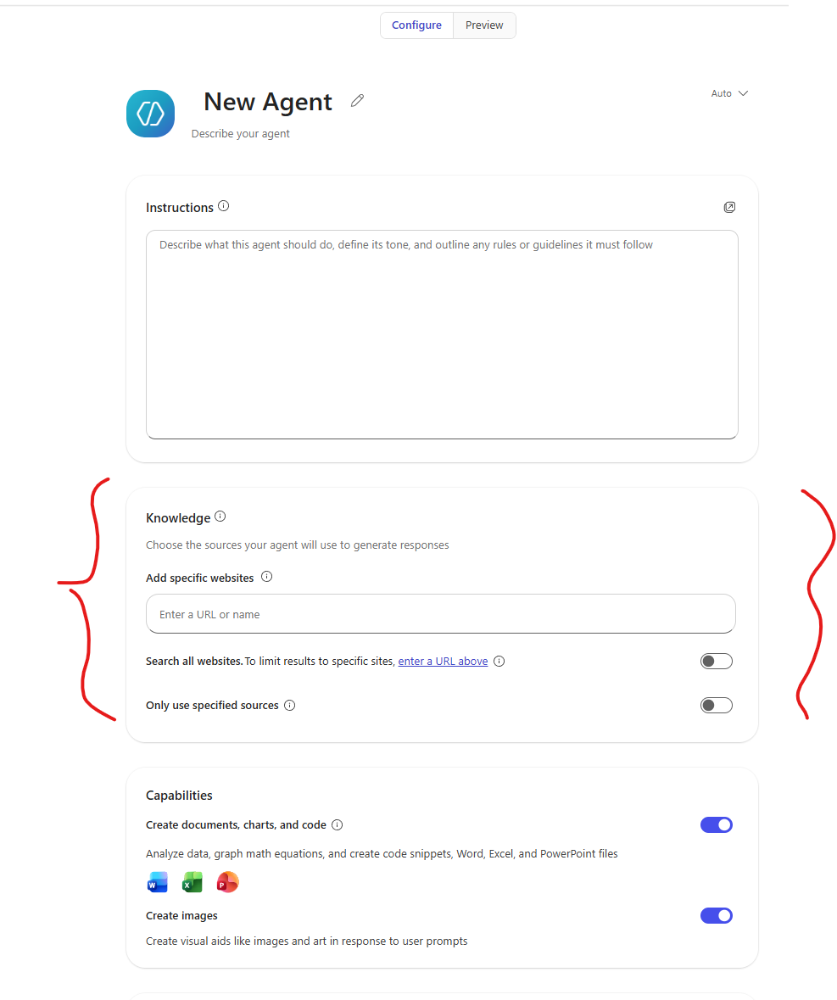 Configure Preview
New Agent
Auto
Describe your agent
Instructions
Describe what this agent should do, define its tone, and outline any rules or guidelines it must follow
Knowledge
Choose the sources your agent will use to generate responses
Add specific websites
Enter a URL or name
Search all websites. To limit results to specific sites, enter a URL above
Only use specified sources
Capabilities
Create documents, charts, and code
Analyze data, graph math equations, and create code snippets, Word, Excel, and PowerPoint files
W X P
Create images
Create visual aids like images and art in response to user prompts